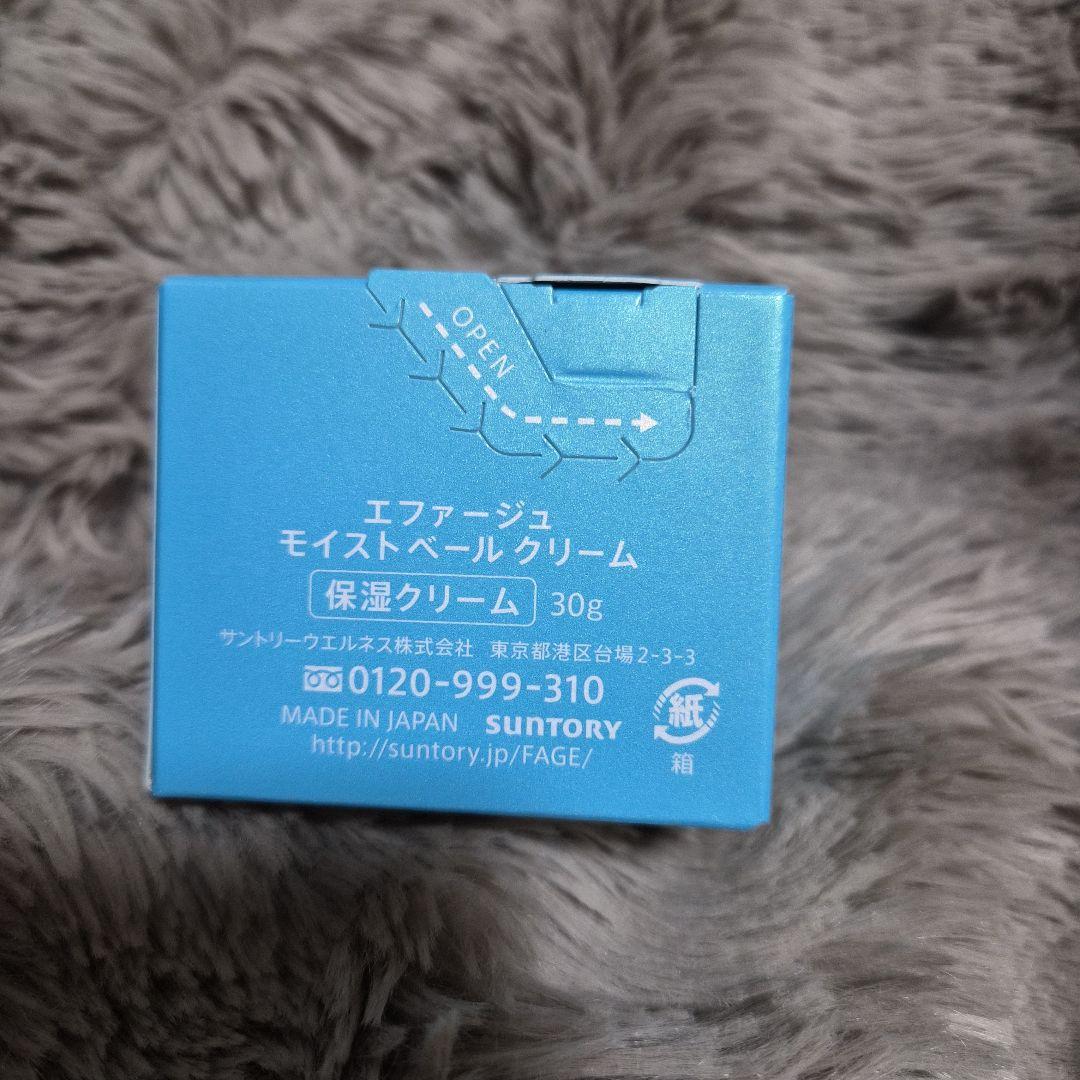 OPEN
エファージュ
モイストベール クリーム
保湿クリーム 30g
サントリーウエルネス株式会社 東京都港区台場2-3-3
0120-999-310
MADE IN JAPAN SUNTORY
http://suntory.jp/FAGE/
紙
箱